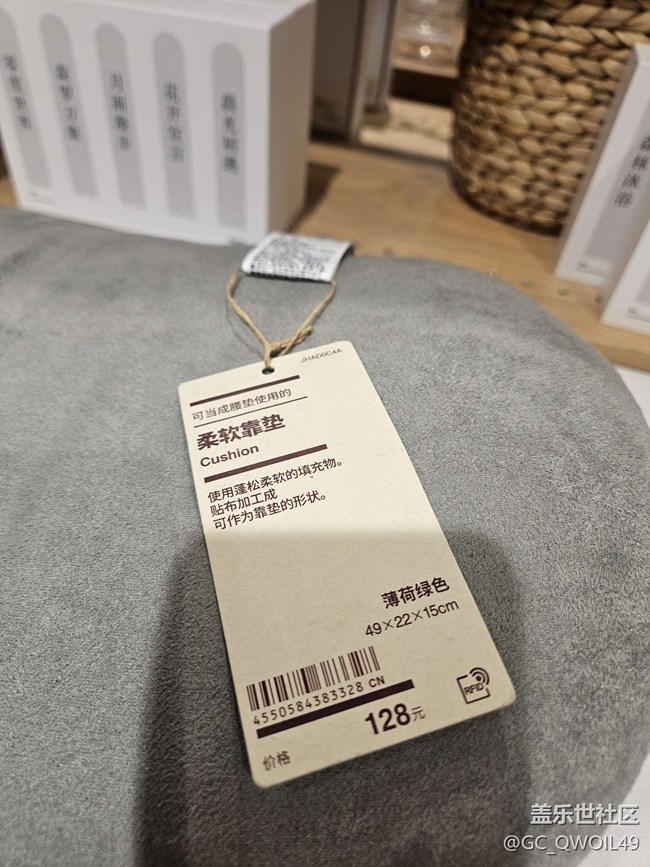 JHAD0C4A
可当成腰垫使用的
柔软靠垫
Cushion
使用蓬松柔软的填充物。
贴布加工成
可作为靠垫的形状。
薄荷绿色
49×22×15cm
4550584383328 CN
RFID
128元
价格
盖乐世社区
@GC_QWOIL49